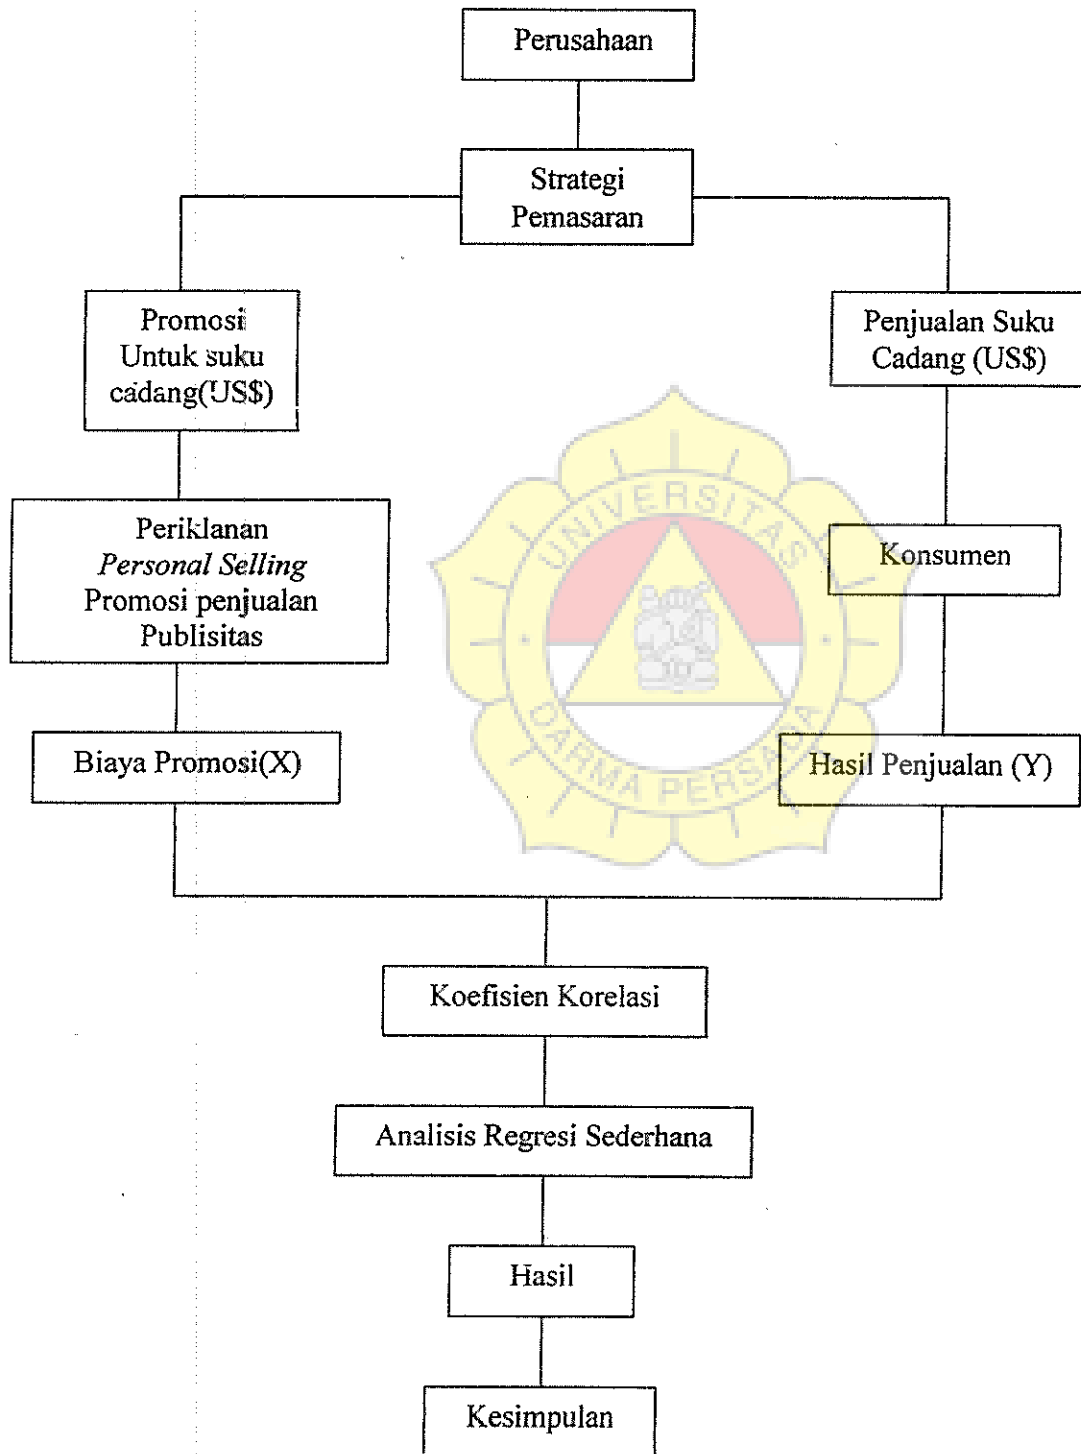 Perusahaan
Strategi
Pemasaran
Promosi
Untuk suku
cadang(US$)
Penjualan Suku
Cadang (US$)
Periklanan
Personal Selling
Promosi penjualan
Publisitas
Konsumen
UNIVERSITAS
DARMA PERSADA
Biaya Promosi(X)
Hasil Penjualan (Y)
Koefisien Korelasi
Analisis Regresi Sederhana
Hasil
Kesimpulan